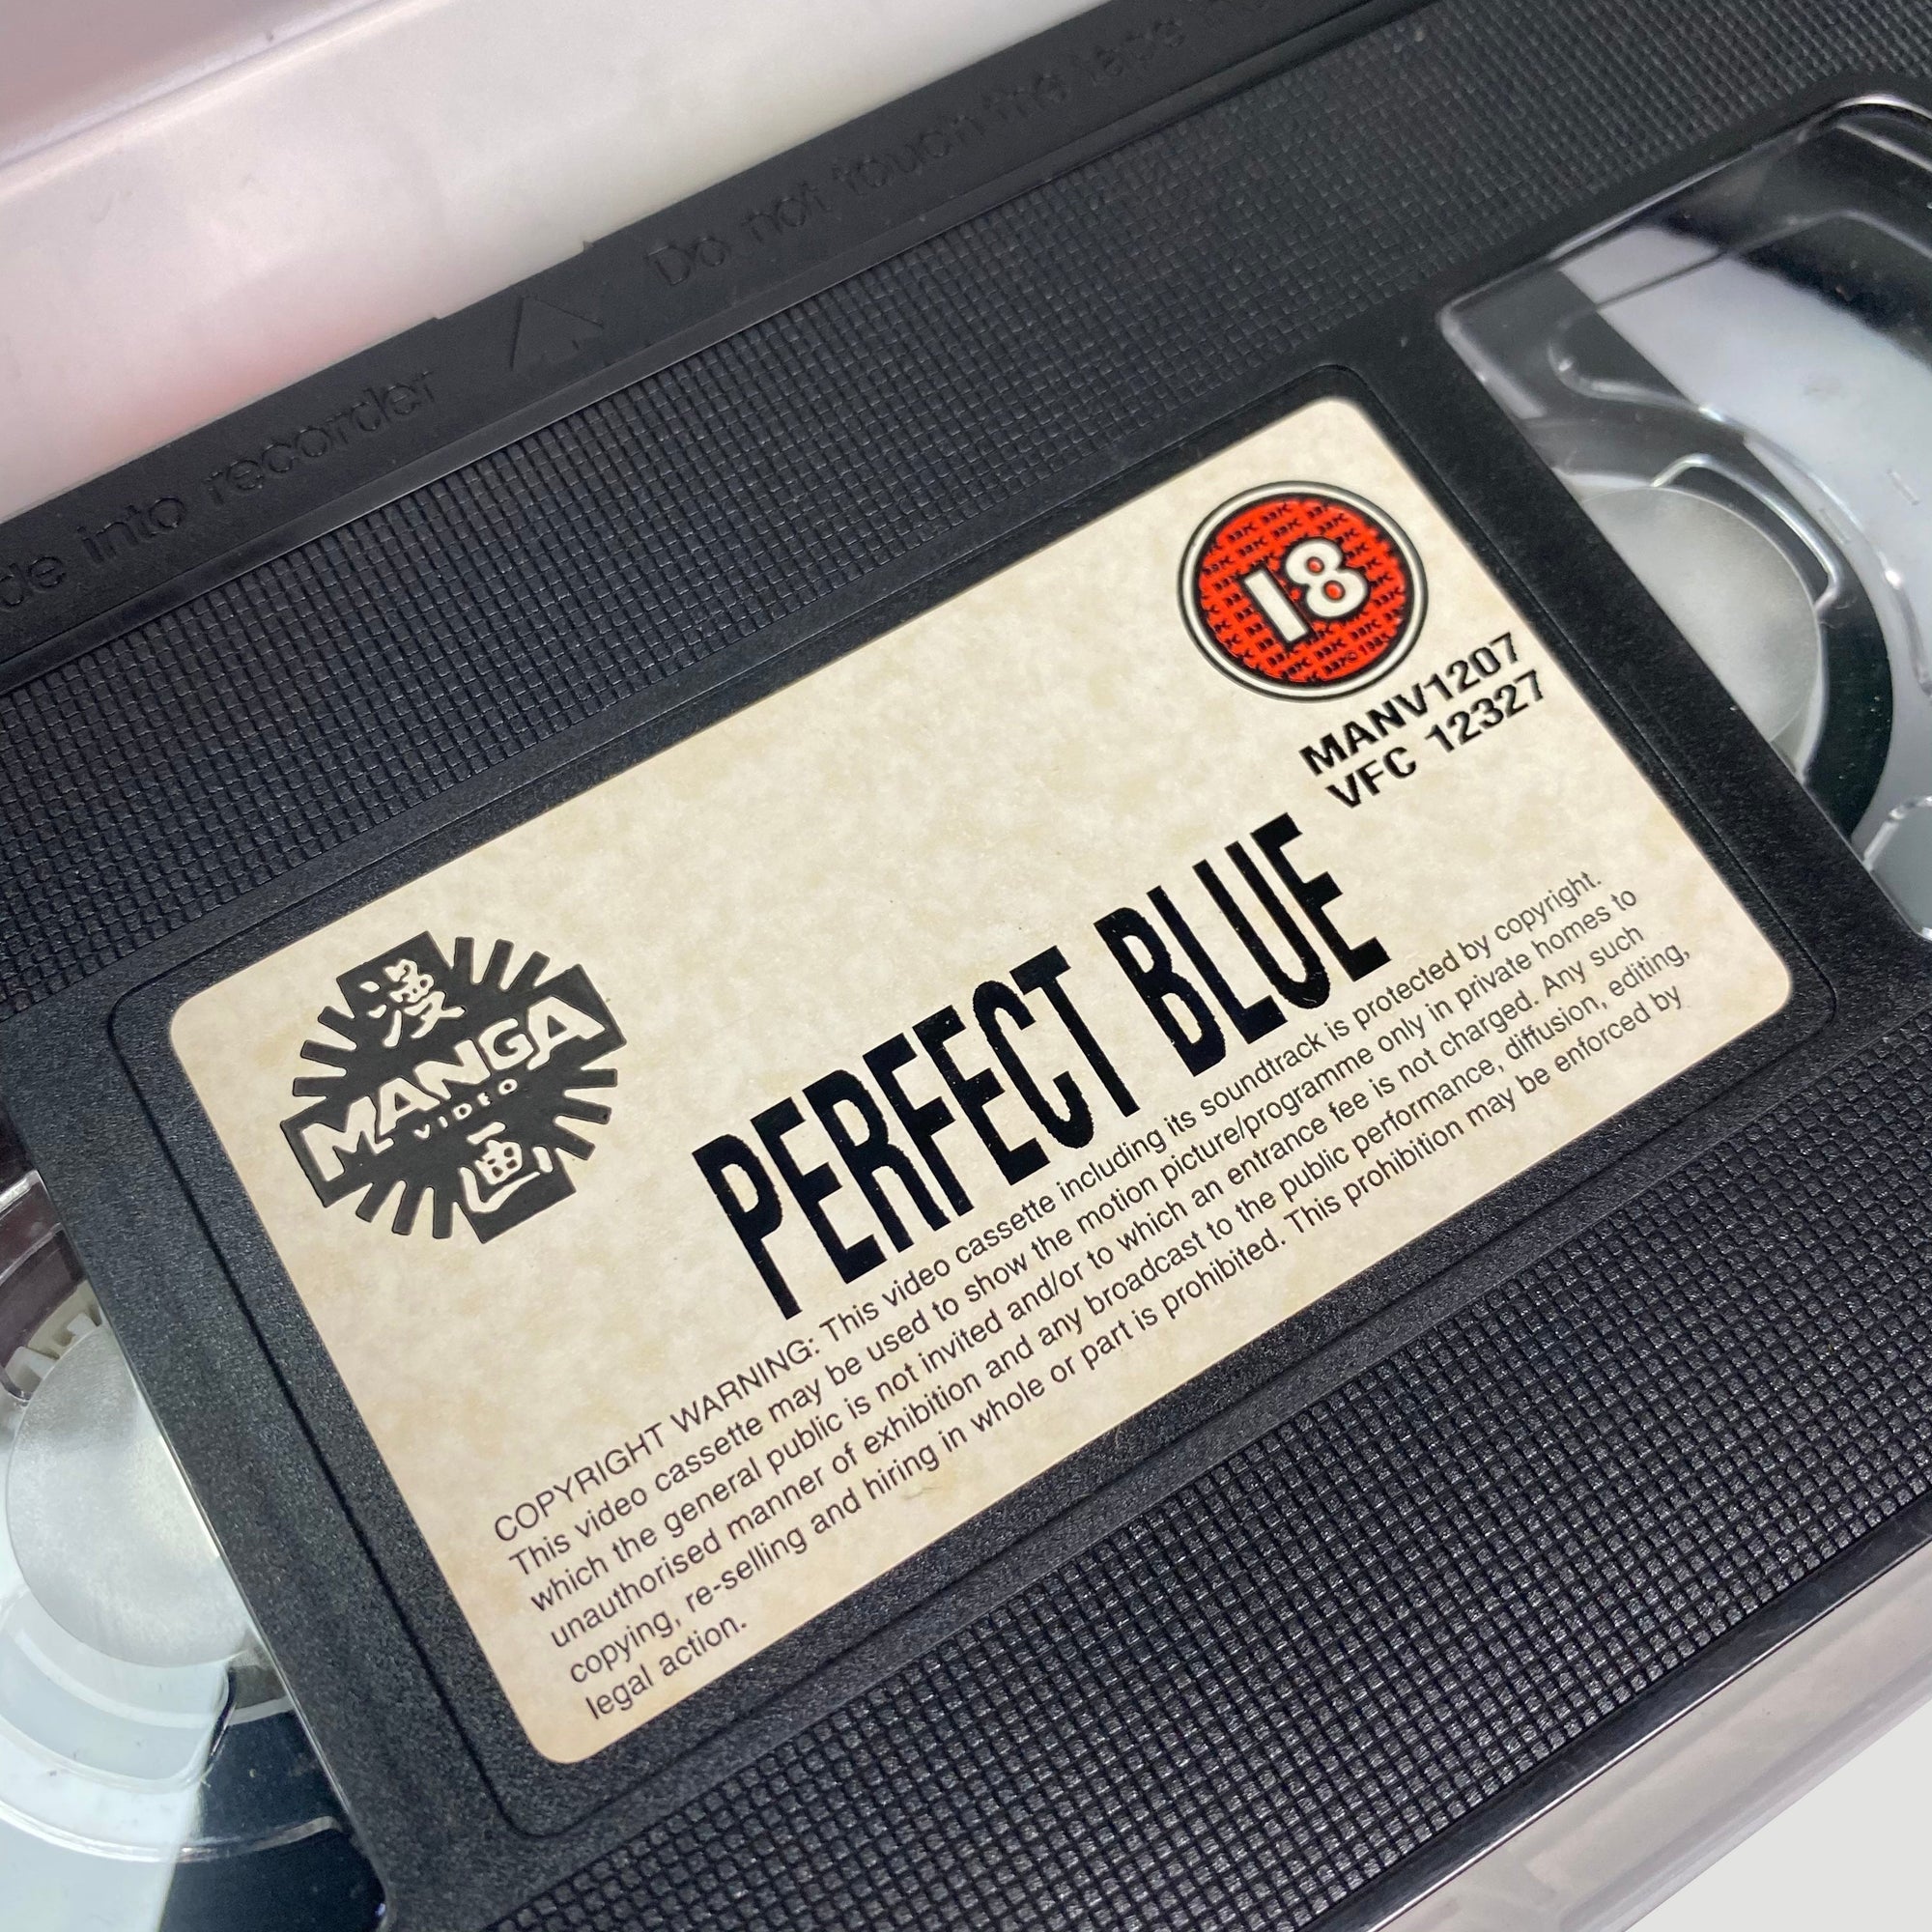 de into recorder
Do not touch the tape
18
MANV1207
VFC 12327
漫
MANGA
VIDEO
画
PERFECT BLUE
COPYRIGHT WARNING: This video cassette including its soundtrack is protected by copyright.
This video cassette may be used to show the motion picture/programme only in private homes to
which the general public is not invited and/or to which an entrance fee is not charged. Any such
unauthorised manner of exhibition and any broadcast to the public performance, diffusion, editing,
copying, re-selling and hiring in whole or part is prohibited. This prohibition may be enforced by
legal action.